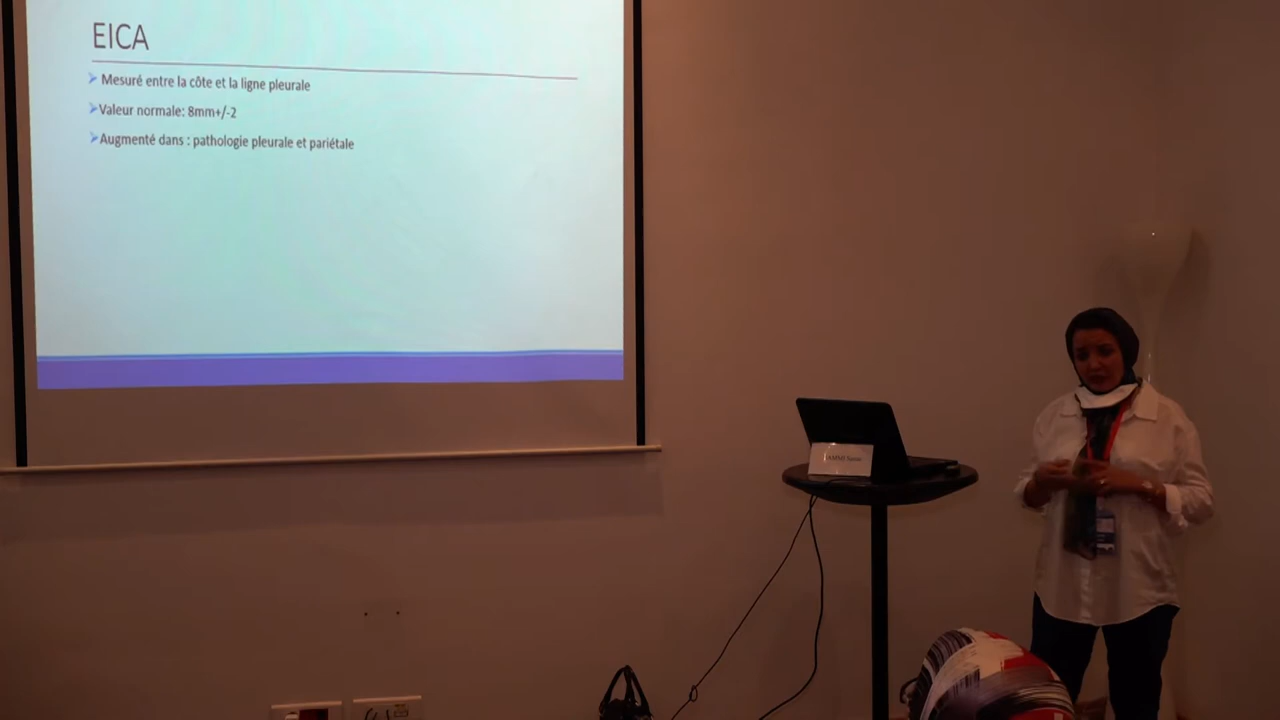 EICA
Mesuré entre la côte et la ligne pleurale
Valeur normale: 8mm+/-2
Augmenté dans : pathologie pleurale et pariétale